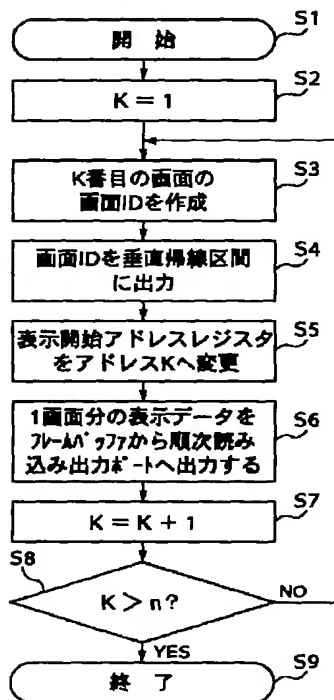 S1
開 始
S2
K = 1
S3
K番目の画面の
画面IDを作成
S4
画面IDを垂直帰線区間
に出力
S5
表示開始アドレスレジスタ
をアドレスKへ変更
S6
1画面分の表示データを
フレームバッファから順次読み
込み出力ポートへ出力する
S7
K = K + 1
S8
K > n?
NO
YES
S9
終 了